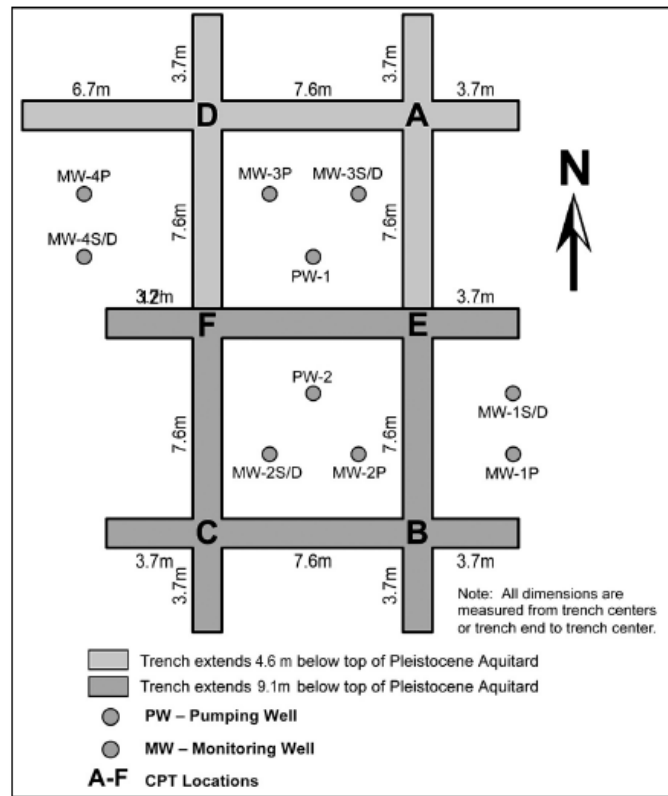 3.7m
3.7m
6.7m
7.6m
3.7m
D
A
N
MW-4P
MW-3P
MW-3S/D
7.6m
7.6m
MW-4S/D
PW-1
3.7m
F
E
PW-2
MW-1S/D
7.6m
7.6m
MW-2S/D
MW-2P
MW-1P
C
B
3.7m
7.6m
3.7m
3.7m
3.7m
Note: All dimensions are
measured from trench centers
or trench end to trench center.
Trench extends 4.6 m below top of Pleistocene Aquitard
Trench extends 9.1m below top of Pleistocene Aquitard
PW – Pumping Well
MW – Monitoring Well
A-F CPT Locations